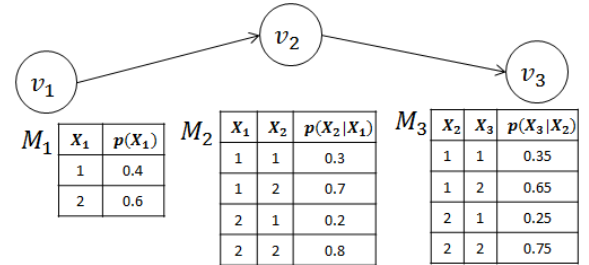 v₁
v₂
v₃
M₁
X₁ p(X₁)
1 0.4
2 0.6
M₂
X₁ X₂ p(X₂|X₁)
1 1 0.3
1 2 0.7
2 1 0.2
2 2 0.8
M₃
X₂ X₃ p(X₃|X₂)
1 1 0.35
1 2 0.65
2 1 0.25
2 2 0.75